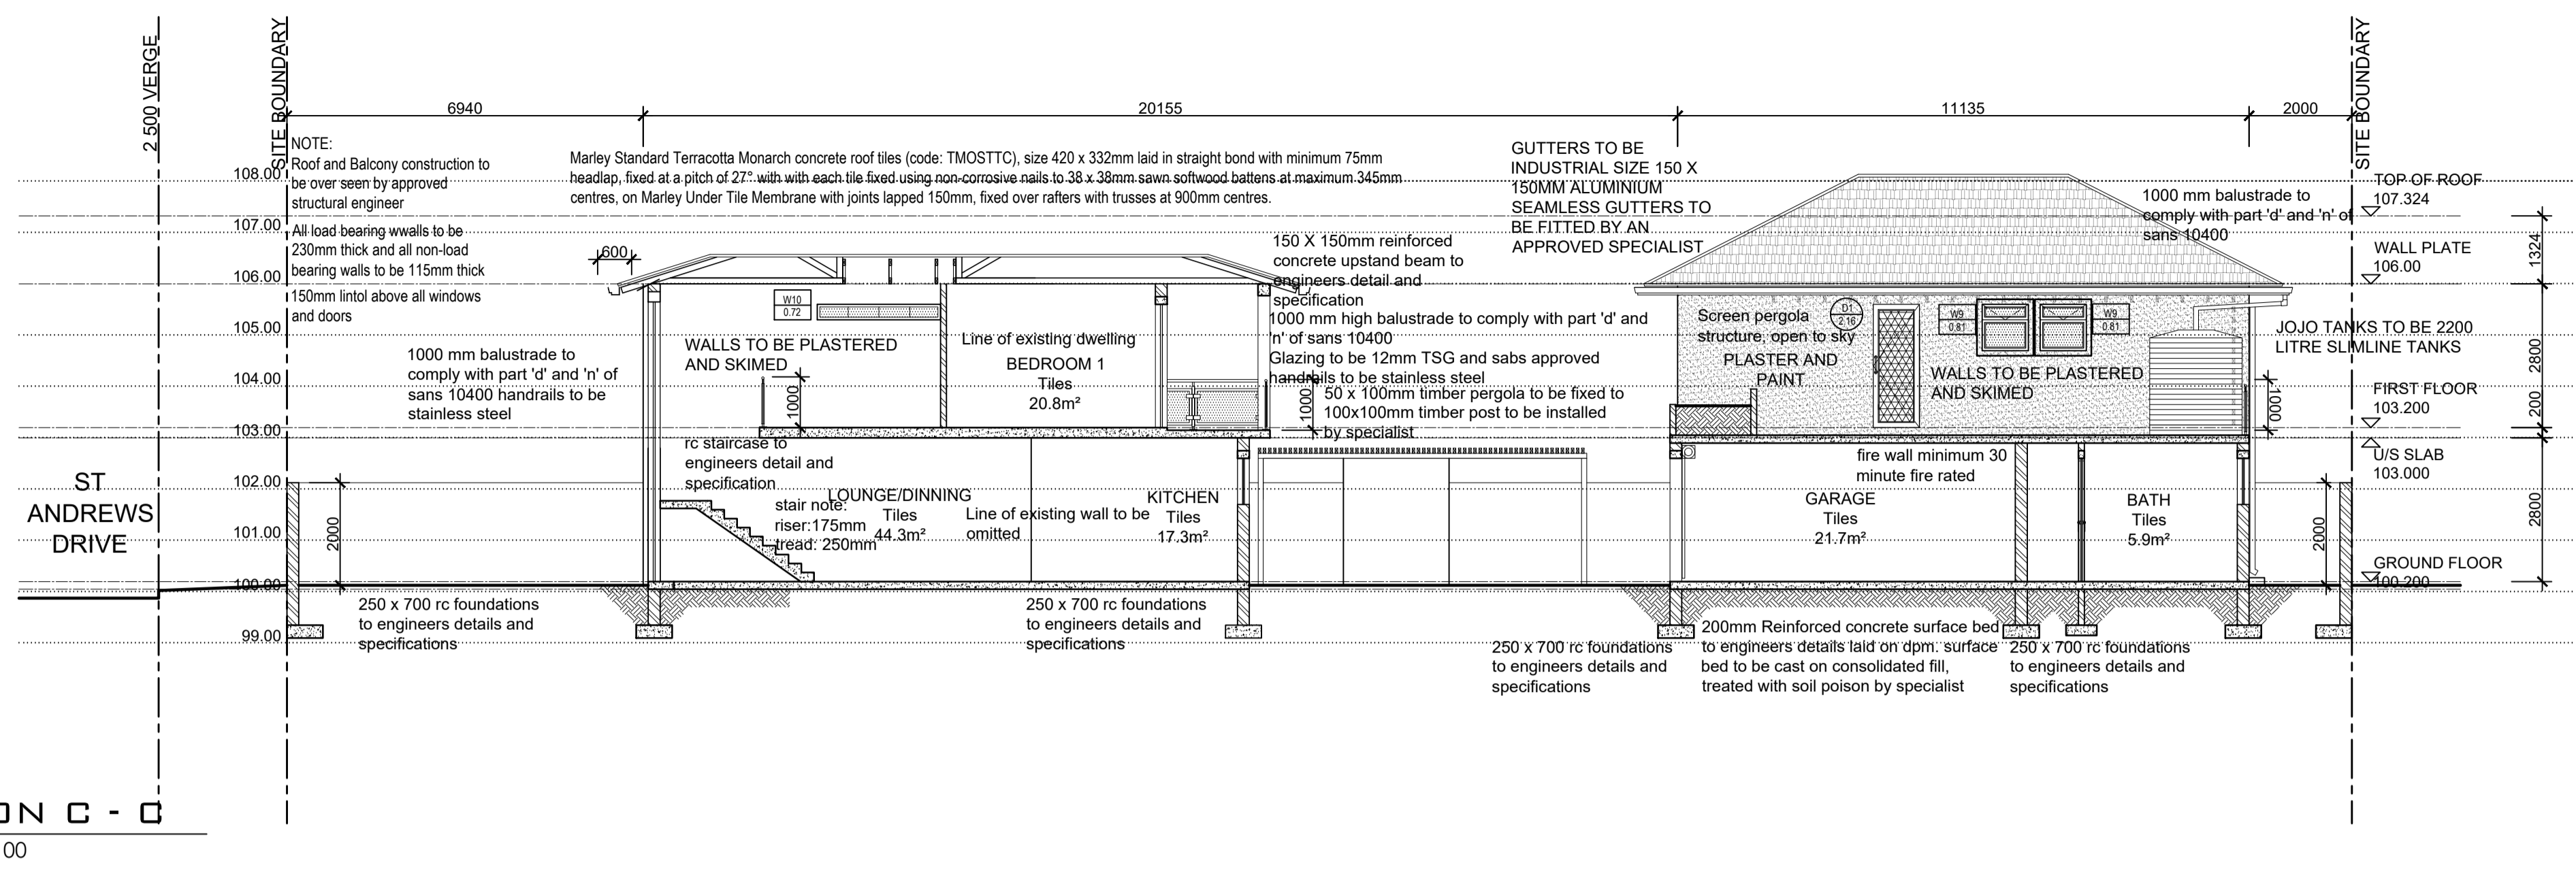 2 500 VERGE
SITE BOUNDARY
6940
20155
11135
2000
SITE BOUNDARY
NOTE:
Roof and Balcony construction to
be over seen by approved
structural engineer
All load bearing wwalls to be
230mm thick and all non-load
bearing walls to be 115mm thick
150mm lintol above all windows
and doors
Marley Standard Terracotta Monarch concrete roof tiles (code: TMOSTTC), size 420 x 332mm laid in straight bond with minimum 75mm
headlap, fixed at a pitch of 27° with with each tile fixed using non-corrosive nails to 38 x 38mm sawn softwood battens at maximum 345mm
centres, on Marley Under Tile Membrane with joints lapped 150mm, fixed over rafters with trusses at 900mm centres.
GUTTERS TO BE
INDUSTRIAL SIZE 150 X
150MM ALUMINIUM
SEAMLESS GUTTERS TO
BE FITTED BY AN
APPROVED SPECIALIST
1000 mm balustrade to
comply with part 'd' and 'n' of
sans 10400
TOP OF ROOF
107.324
WALL PLATE
106.00
1324
108.00
107.00
106.00
105.00
104.00
103.00
102.00
101.00
100.00
99.00
600
150 X 150mm reinforced
concrete upstand beam to
engineers detail and
specification
1000 mm high balustrade to comply with part 'd' and
'n' of sans 10400
Glazing to be 12mm TSG and sabs approved
handrails to be stainless steel
50 x 100mm timber pergola to be fixed to
100x100mm timber post to be installed
by specialist
W10
0.72
WALLS TO BE PLASTERED
AND SKIMED
Line of existing dwelling
BEDROOM 1
Tiles
20.8m²
1000
1000
1000 mm balustrade to
comply with part 'd' and 'n' of
sans 10400 handrails to be
stainless steel
Screen pergola
structure, open to sky
PLASTER AND
PAINT
D1
2.16
W9
0.81
W9
0.81
WALLS TO BE PLASTERED
AND SKIMED
JOJO TANKS TO BE 2200
LITRE SLIMLINE TANKS
1000
2800
FIRST FLOOR
103.200
200
U/S SLAB
103.000
2800
GROUND FLOOR
100.200
ST
ANDREWS
DRIVE
2000
rc staircase to
engineers detail and
specification
stair note:
riser:175mm
tread: 250mm
LOUNGE/DINNING
Tiles
44.3m²
Line of existing wall to be
omitted
KITCHEN
Tiles
17.3m²
fire wall minimum 30
minute fire rated
GARAGE
Tiles
21.7m²
BATH
Tiles
5.9m²
2000
250 x 700 rc foundations
to engineers details and
specifications
250 x 700 rc foundations
to engineers details and
specifications
250 x 700 rc foundations
to engineers details and
specifications
200mm Reinforced concrete surface bed
to engineers details laid on dpm. surface
bed to be cast on consolidated fill,
treated with soil poison by specialist
250 x 700 rc foundations
to engineers details and
specifications
ON C - C
00